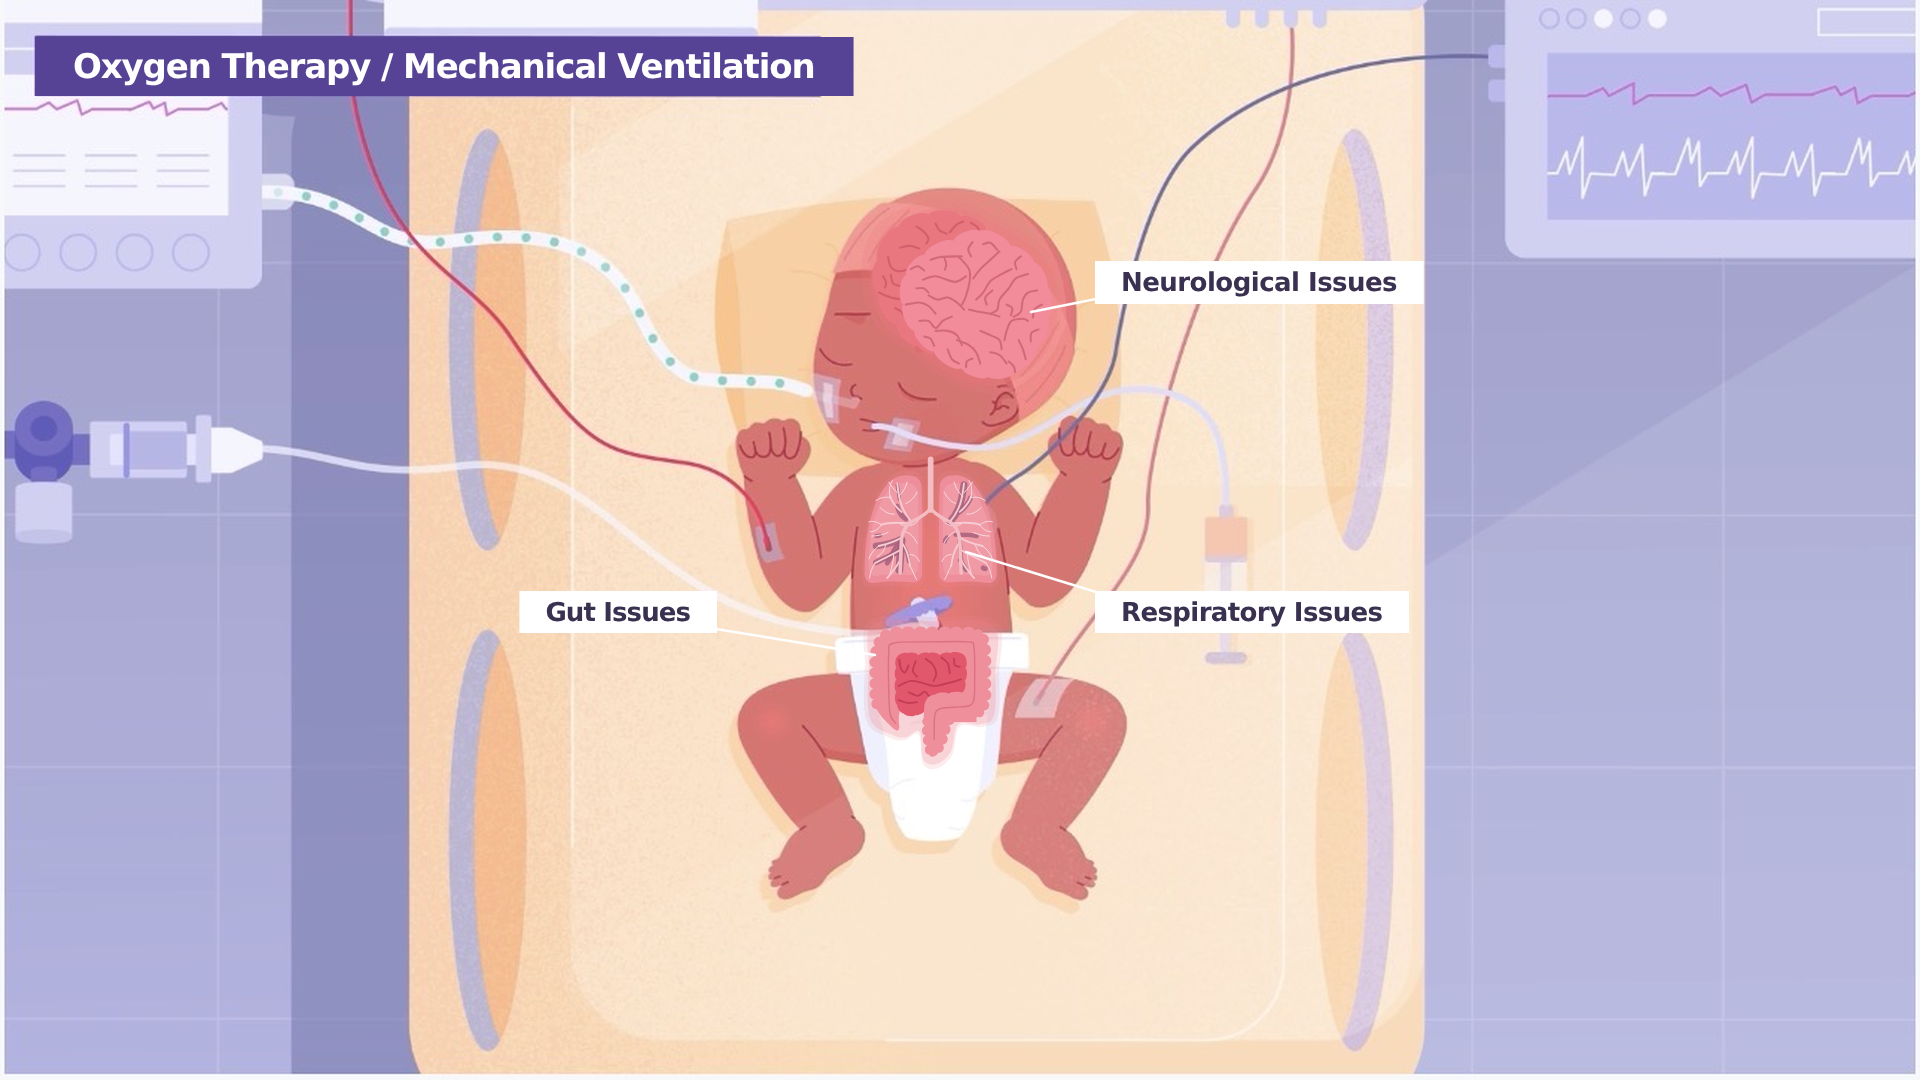 Oxygen Therapy / Mechanical Ventilation
Neurological Issues
Gut Issues
Respiratory Issues